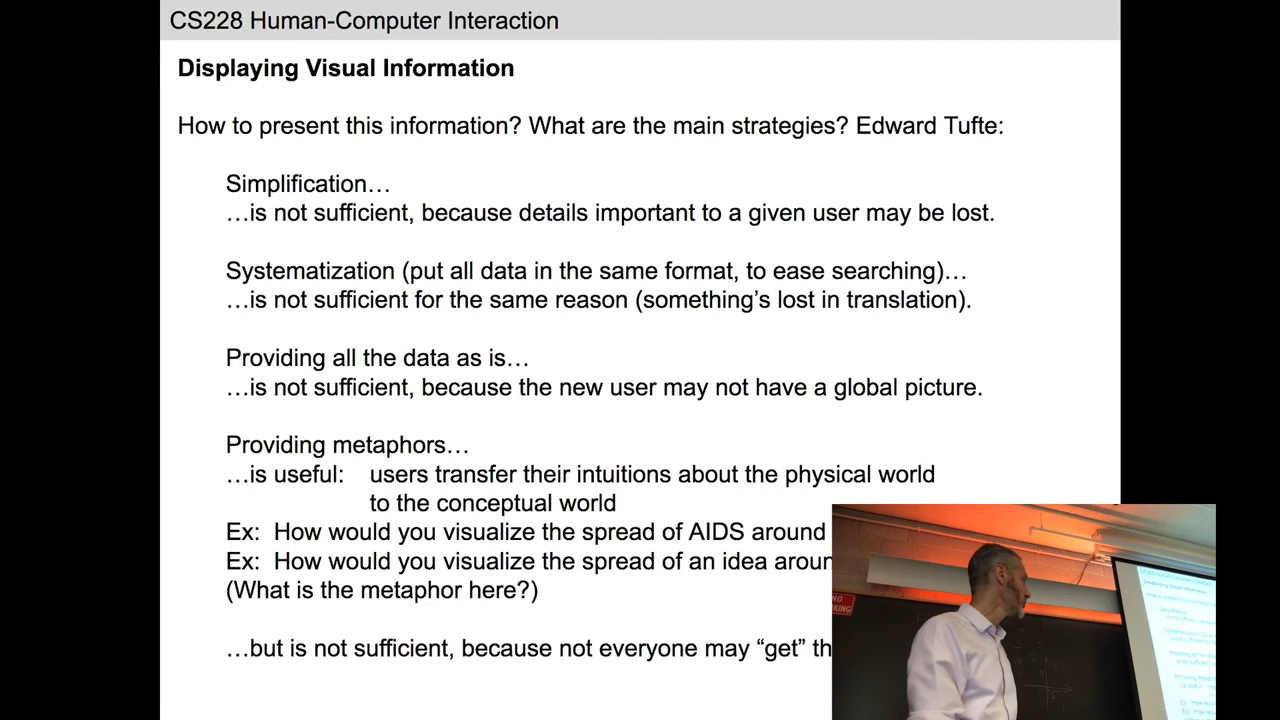 CS228 Human-Computer Interaction
Displaying Visual Information
How to present this information? What are the main strategies? Edward Tufte:
Simplification…
…is not sufficient, because details important to a given user may be lost.
Systematization (put all data in the same format, to ease searching)…
…is not sufficient for the same reason (something’s lost in translation).
Providing all the data as is…
…is not sufficient, because the new user may not have a global picture.
Providing metaphors…
…is useful: users transfer their intuitions about the physical world
to the conceptual world
Ex: How would you visualize the spread of AIDS around
Ex: How would you visualize the spread of an idea aroun
(What is the metaphor here?)
…but is not sufficient, because not everyone may “get” th
NO
SMOKING
Displaying Visual Information